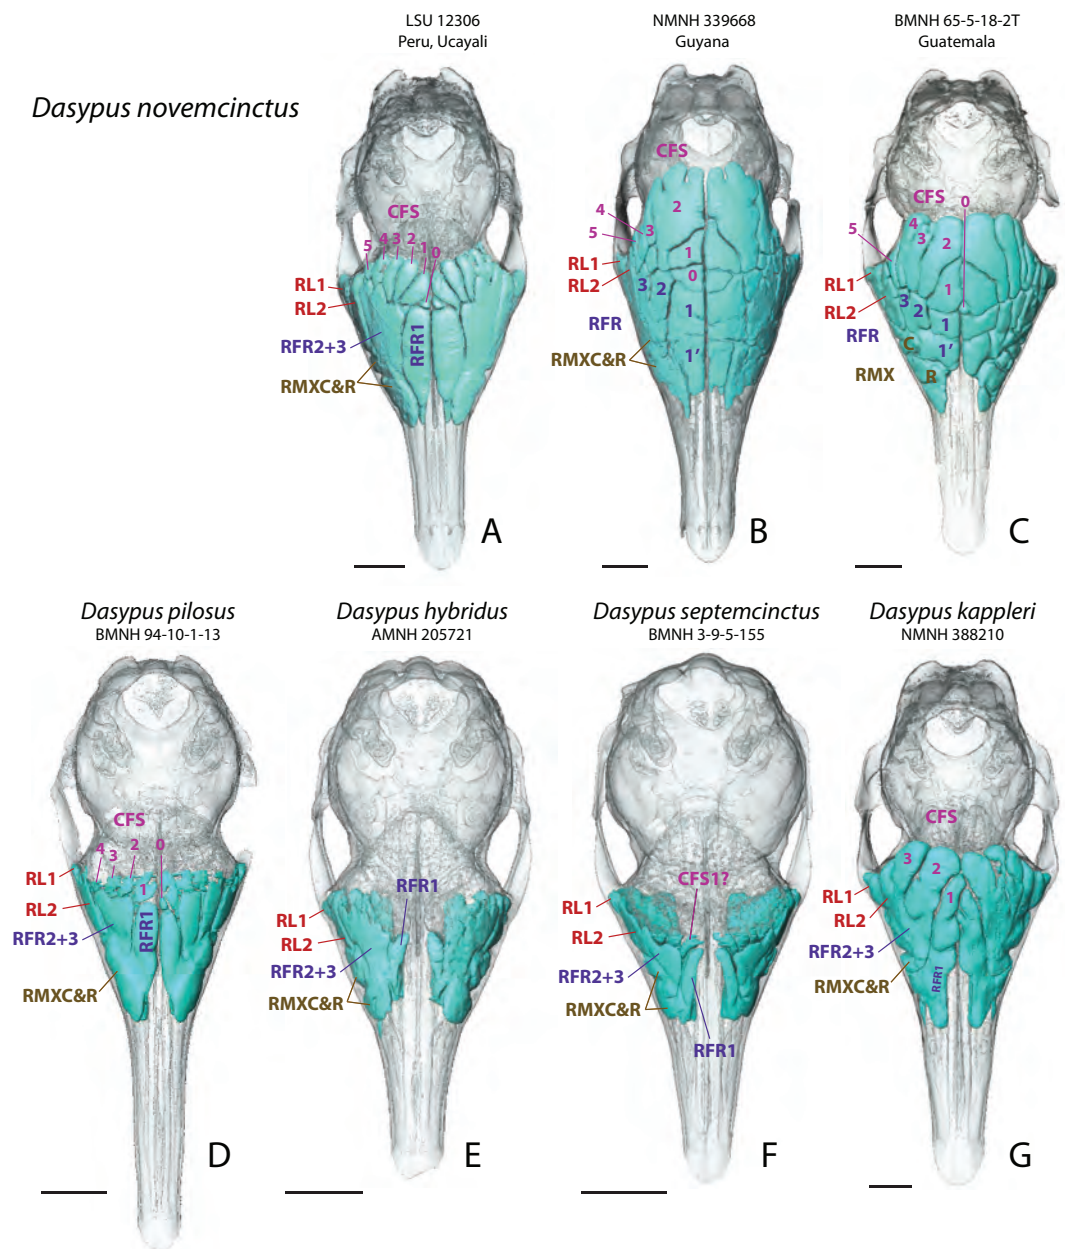 LSU 12306
Peru, Ucayali
NMNH 339668
Guyana
BMNH 65-5-18-2T
Guatemala
Dasypus novemcinctus
CFS
5
4
3
2
1
0
RL1
RL2
RFR2+3
RFR1
RMXC&R
A
CFS
2
4
3
5
1
0
RL1
RL2
3
2
1
RFR
1'
RMXC&R
B
CFS
0
4
3
2
5
1
RL1
RL2
3
2
1
RFR
C
1'
RMX
R
C
Dasypus pilosus
BMNH 94-10-1-13
Dasypus hybridus
AMNH 205721
Dasypus septemcinctus
BMNH 3-9-5-155
Dasypus kappleri
NMNH 388210
CFS
4
3
2
0
1
RL1
RL2
RFR2+3
RFR1
RMXC&R
D
RFR1
RL1
RL2
RFR2+3
RMXC&R
E
CFS1?
RL1
RL2
RFR2+3
RMXC&R
RFR1
F
CFS
3
2
1
RL1
RL2
RFR2+3
RMXC&R
RFR1
G